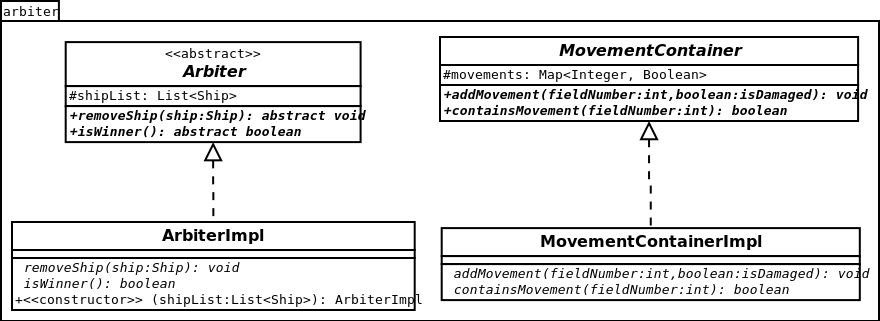 arbiter
<<abstract>>
Arbiter
#shipList: List<Ship>
+removeShip(ship:Ship): abstract void
+isWinner(): abstract boolean
MovementContainer
#movements: Map<Integer, Boolean>
+addMovement(fieldNumber:int,boolean:isDamaged): void
+containsMovement(fieldNumber:int): boolean
ArbiterImpl
removeShip(ship:Ship): void
isWinner(): boolean
+<<constructor>> (shipList:List<Ship>): ArbiterImpl
MovementContainerImpl
addMovement(fieldNumber:int,boolean:isDamaged): void
containsMovement(fieldNumber:int): boolean